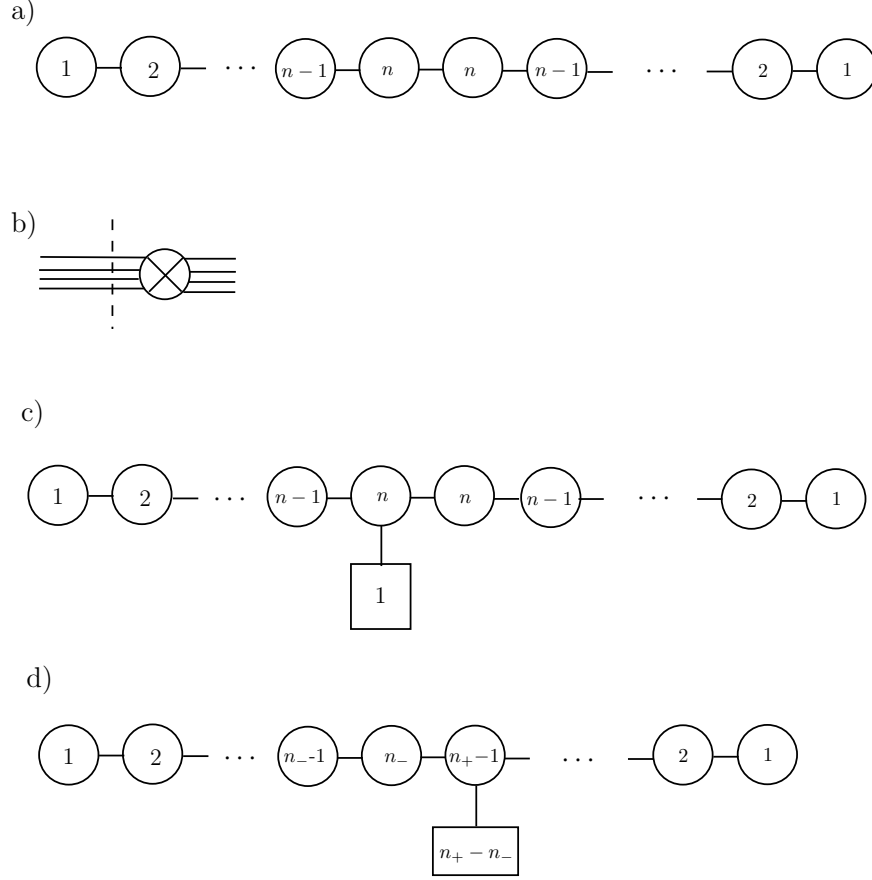 a)
1 2 ··· n − 1 n n n − 1 ··· 2 1
b)
c)
1 2 ··· n − 1 n n n − 1 ··· 2 1
1
d)
1 2 ··· n₋-1 n₋ n₊−1 ··· 2 1
n₊ − n₋